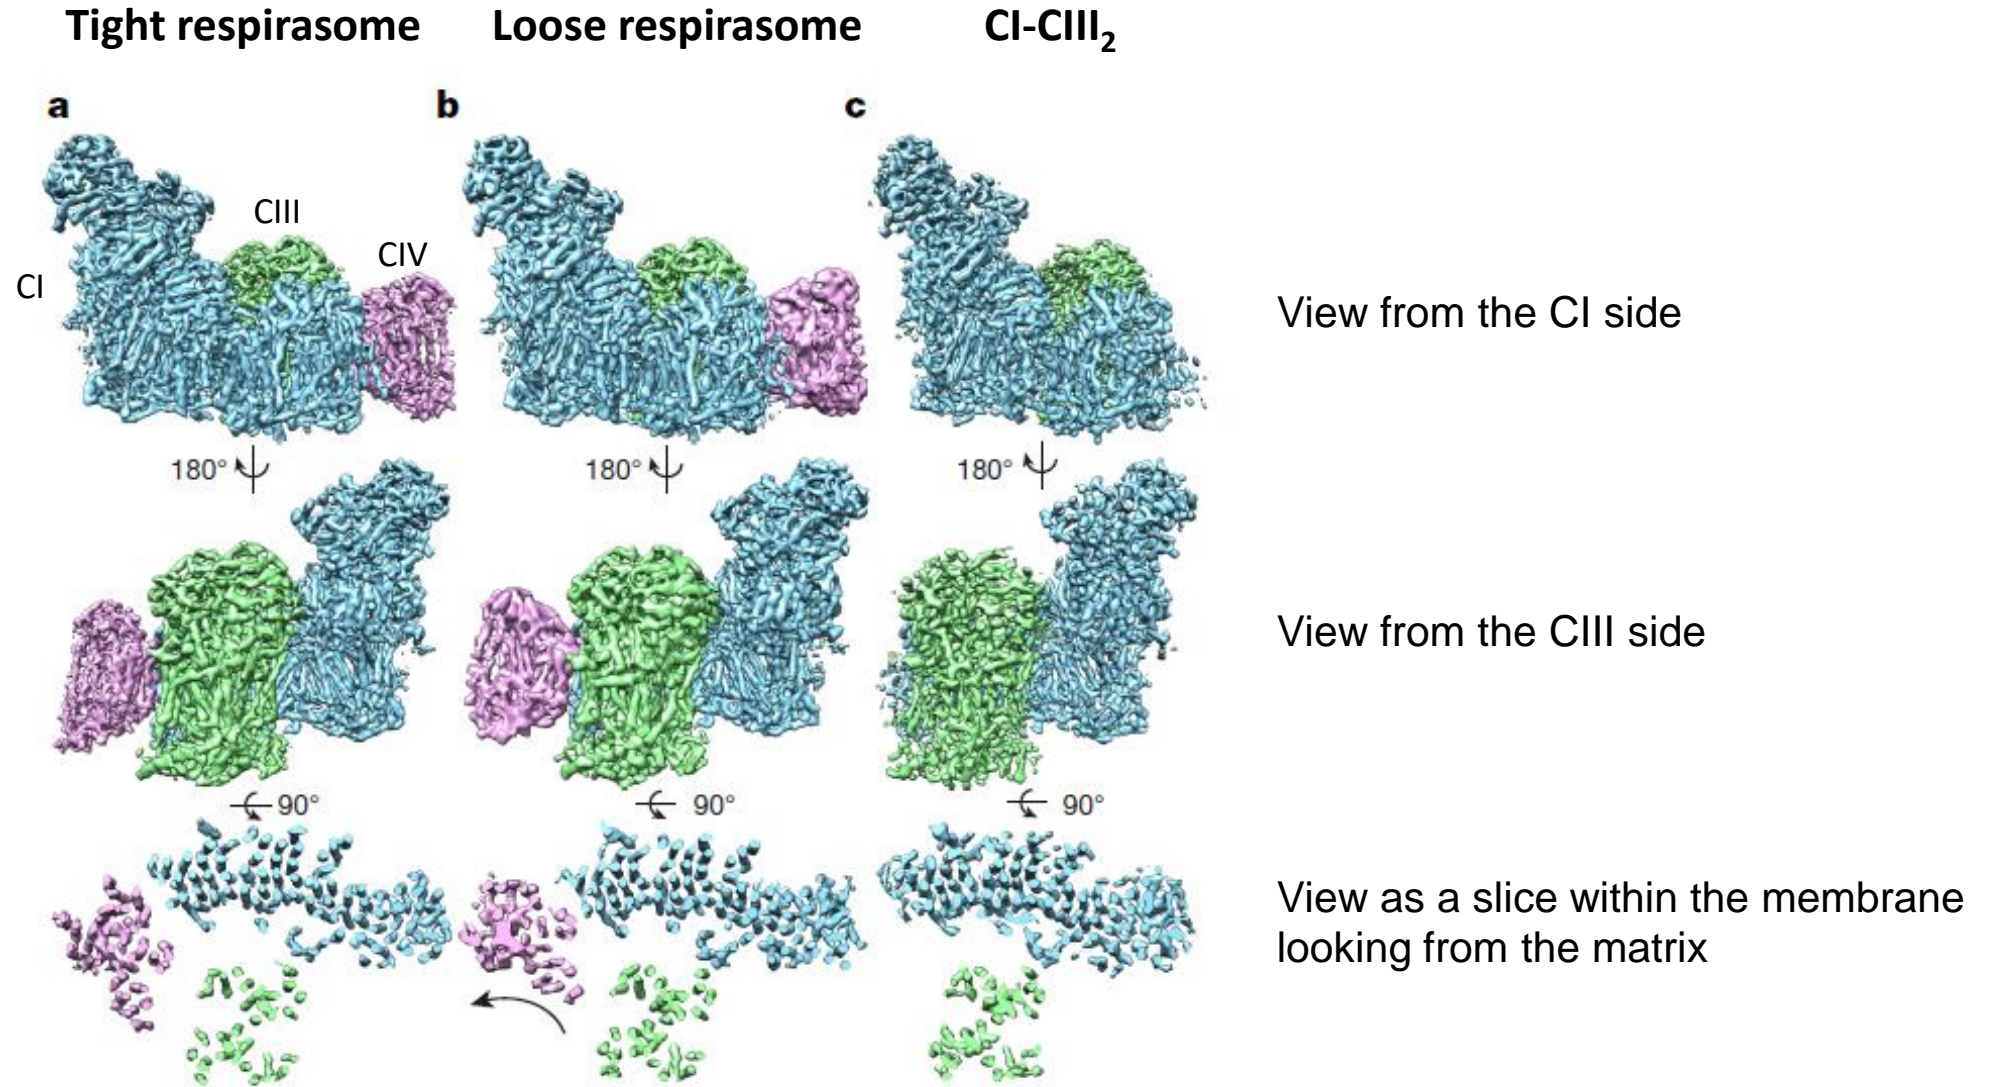 Tight respirasome
Loose respirasome
CI-CIII2
a
b
c
CIII
CIV
CI
View from the CI side
180°
180°
180°
View from the CIII side
90°
90°
90°
View as a slice within the membrane
looking from the matrix